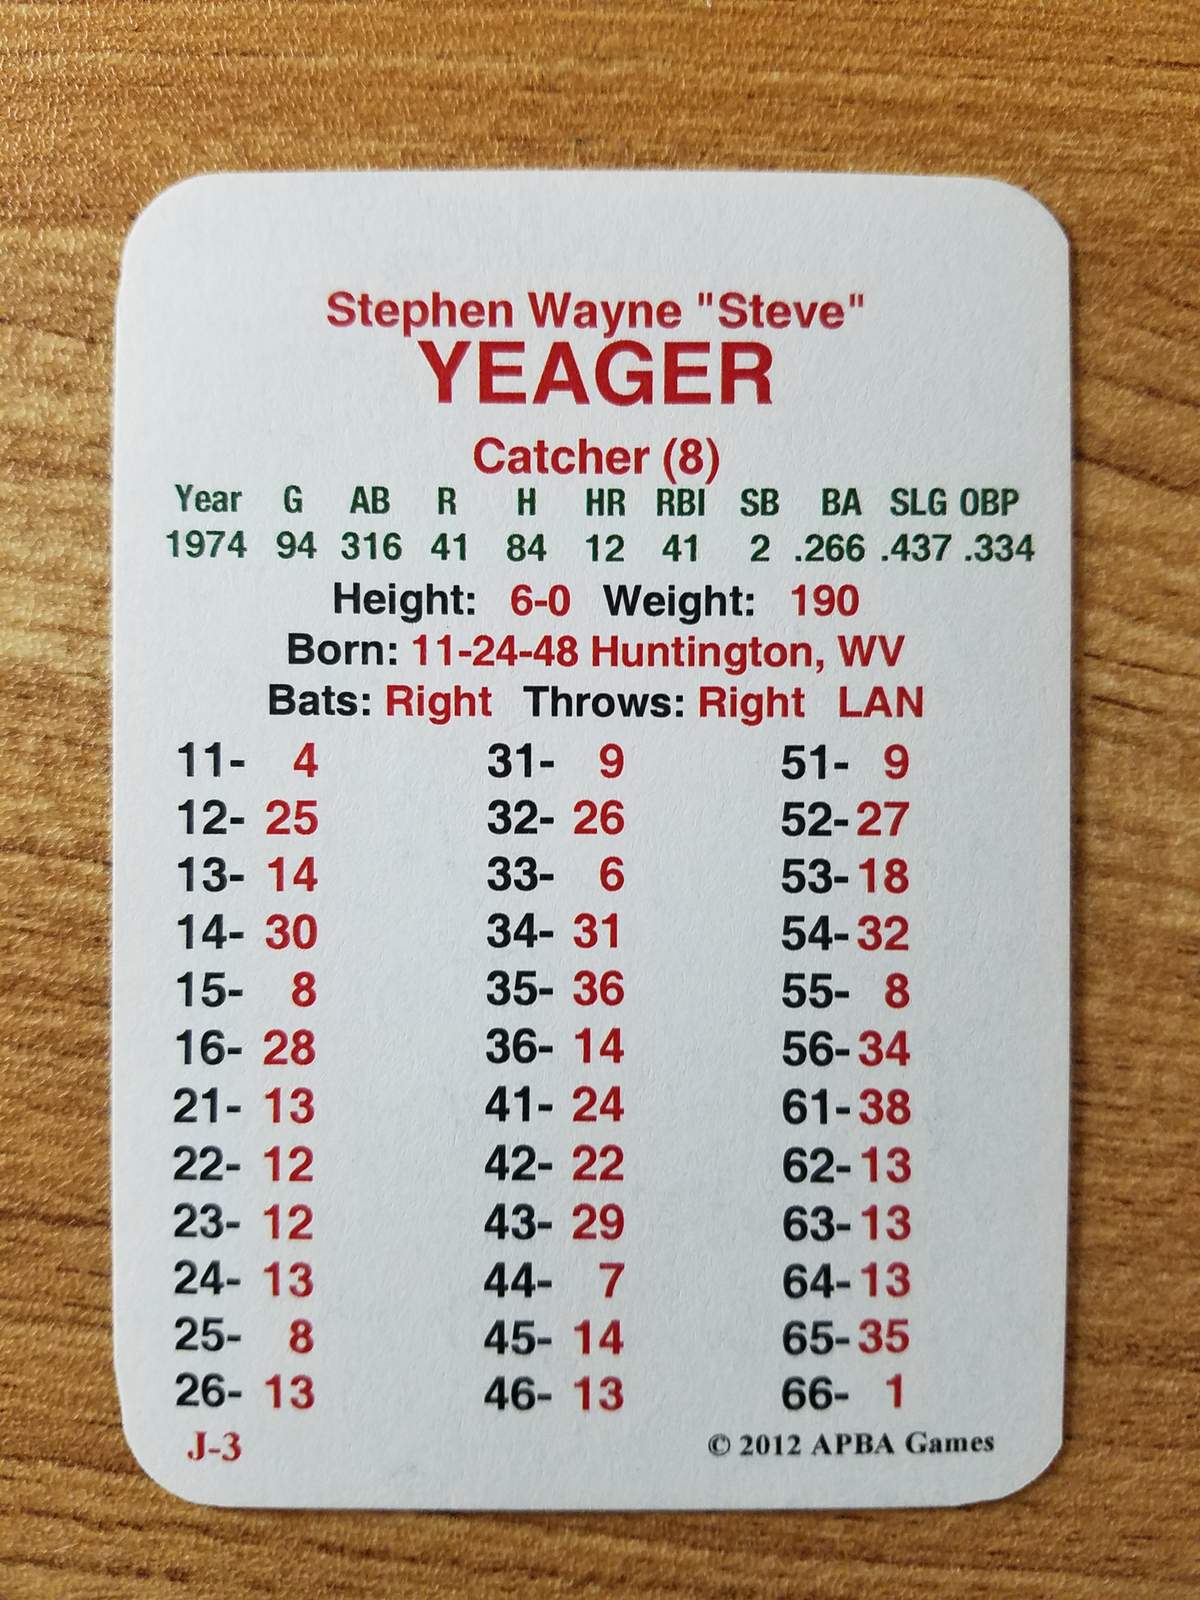 Stephen Wayne "Steve"
YEAGER
Catcher (8)
Year G AB R H HR RBI SB BA SLG OBP
1974 94 316 41 84 12 41 2 .266 .437 .334
Height: 6-0 Weight: 190
Born: 11-24-48 Huntington, WV
Bats: Right Throws: Right LAN
11- 4 31- 9 51- 9
12- 25 32- 26 52- 27
13- 14 33- 6 53- 18
14- 30 34- 31 54- 32
15- 8 35- 36 55- 8
16- 28 36- 14 56- 34
21- 13 41- 24 61- 38
22- 12 42- 22 62- 13
23- 12 43- 29 63- 13
24- 13 44- 7 64- 13
25- 8 45- 14 65- 35
26- 13 46- 13 66- 1
J-3 © 2012 APBA Games